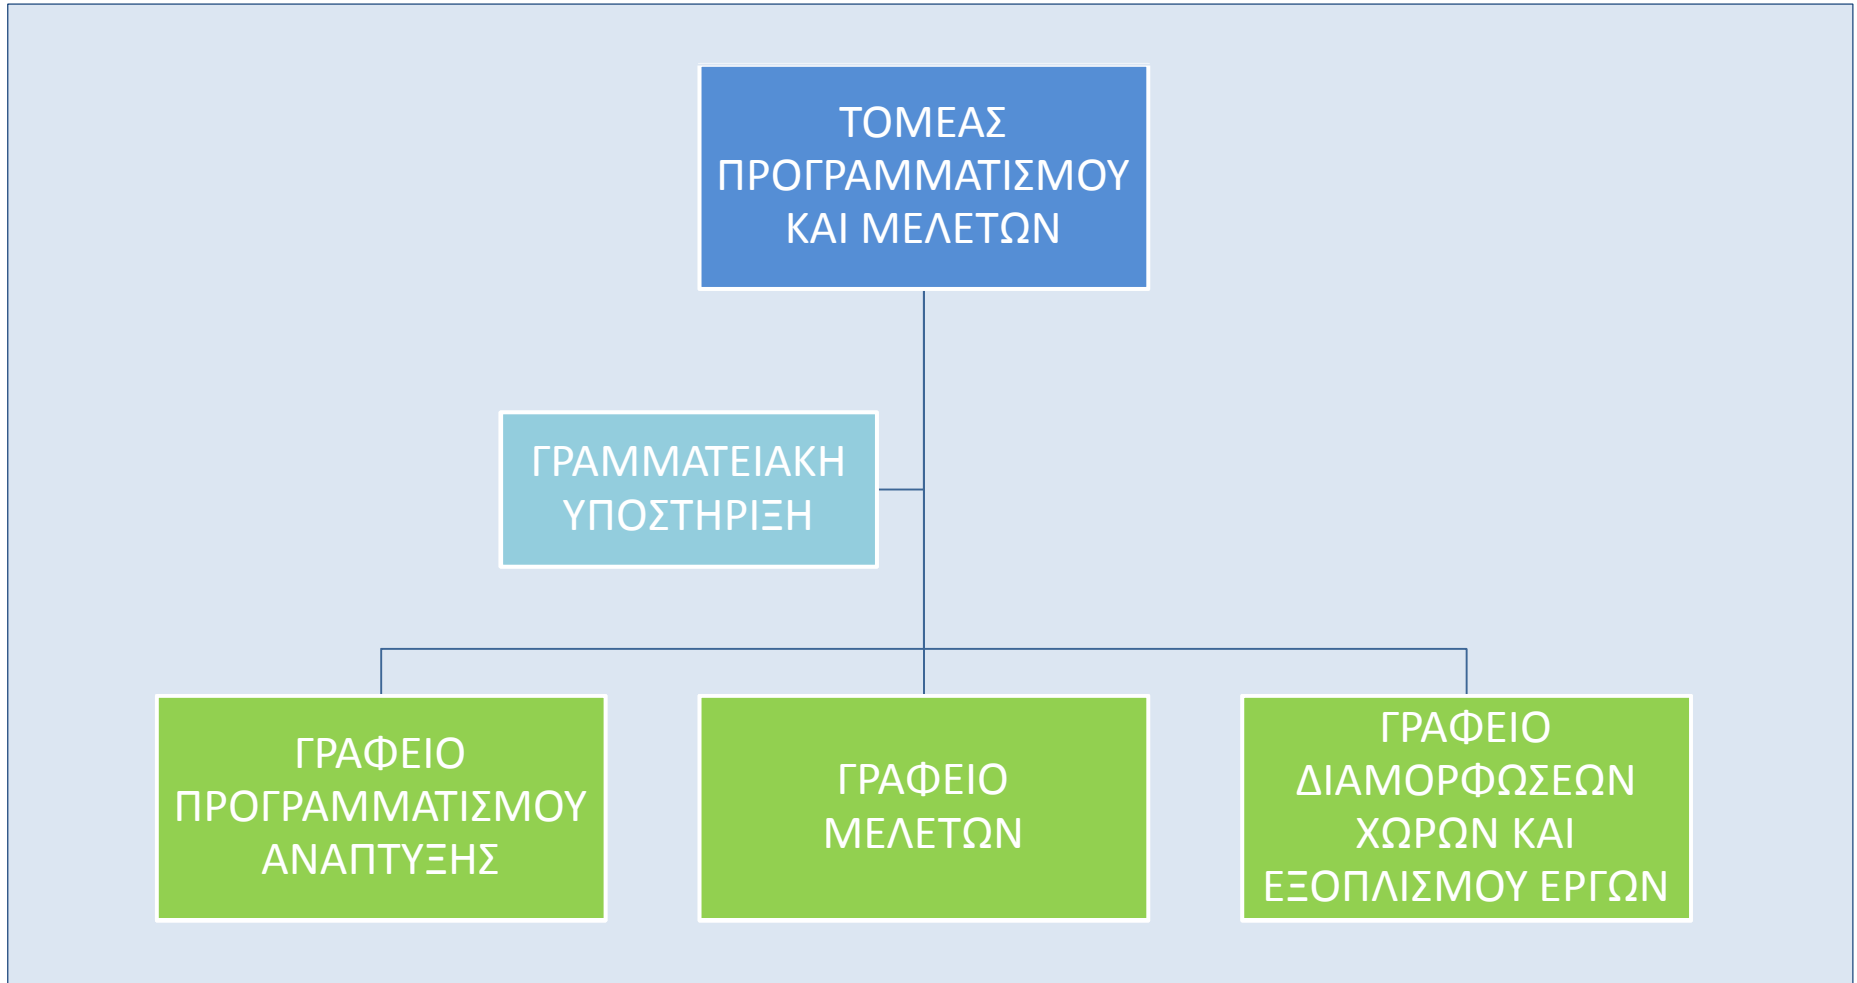 ΤΟΜΕΑΣ
ΠΡΟΓΡΑΜΜΑΤΙΣΜΟΥ
ΚΑΙ ΜΕΛΕΤΩΝ
ΓΡΑΜΜΑΤΕΙΑΚΗ
ΥΠΟΣΤΗΡΙΞΗ
ΓΡΑΦΕΙΟ
ΠΡΟΓΡΑΜΜΑΤΙΣΜΟΥ
ΑΝΑΠΤΥΞΗΣ
ΓΡΑΦΕΙΟ
ΜΕΛΕΤΩΝ
ΓΡΑΦΕΙΟ
ΔΙΑΜΟΡΦΩΣΕΩΝ
ΧΩΡΩΝ ΚΑΙ
ΕΞΟΠΛΙΣΜΟΥ ΕΡΓΩΝ